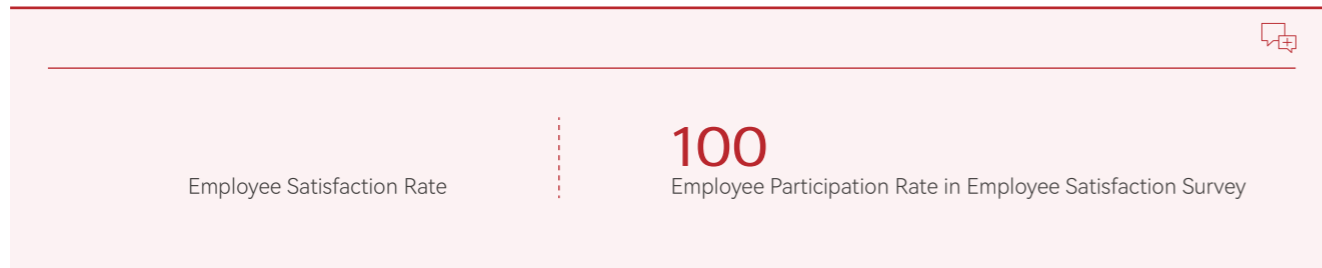 100
Employee Satisfaction Rate
Employee Participation Rate in Employee Satisfaction Survey